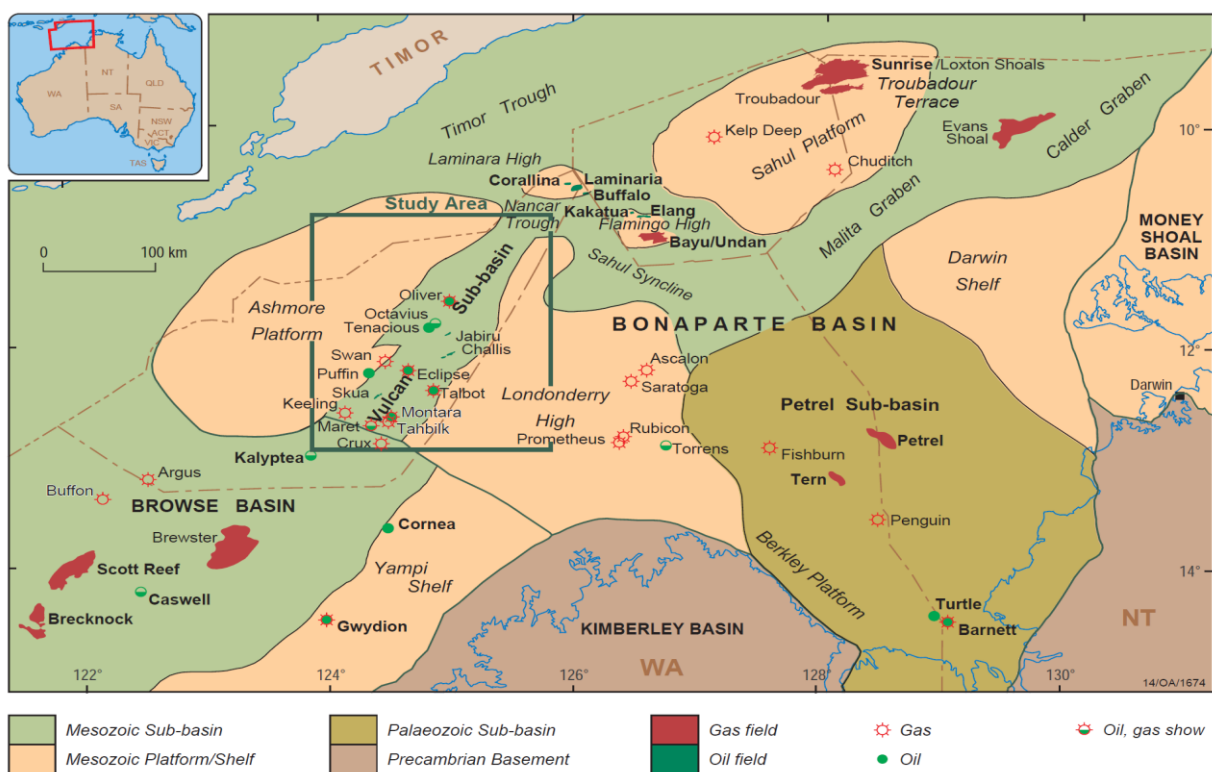 NT
WA
QLD
SA
NSW
ACT
VIC
TAS
TIMOR
Timor Trough
Sunrise/Loxton Shoals
Troubadour
Troubadour
Terrace
Kelp Deep
Sahul Platform
Chuditch
Evans
Shoal
Calder Graben
10°
Laminara High
Corallina
Laminaria
Buffalo
Nancar
Trough
Kakatua
Elang
Flamingo High
Bayu/Undan
Malita Graben
MONEY
SHOAL
BASIN
Study Area
0
100 km
Sahul Syncline
Darwin
Shelf
Oliver
Sub-basin
Ashmore
Platform
Octavius
Tenacious
Jabiru
Challis
BONAPARTE BASIN
12°
Swan
Puffin
Eclipse
Skua
Vulcan
Talbot
Keeling
Montara
Maret
Tahbilk
Crux
Londonderry
High
Ascalon
Saratoga
Darwin
Petrel Sub-basin
Prometheus
Rubicon
Torrens
Petrel
Fishburn
Tern
Kalyptea
Argus
Buffon
BROWSE BASIN
Brewster
Cornea
Penguin
Scott Reef
Yampi
Shelf
Berkley Platform
14°
Caswell
Brecknock
Gwydion
KIMBERLEY BASIN
Turtle
Barnett
NT
WA
122°
124°
126°
128°
130°
14/OA/1674
Mesozoic Sub-basin
Palaeozoic Sub-basin
Gas field
Gas
Oil, gas show
Mesozoic Platform/Shelf
Precambrian Basement
Oil field
Oil